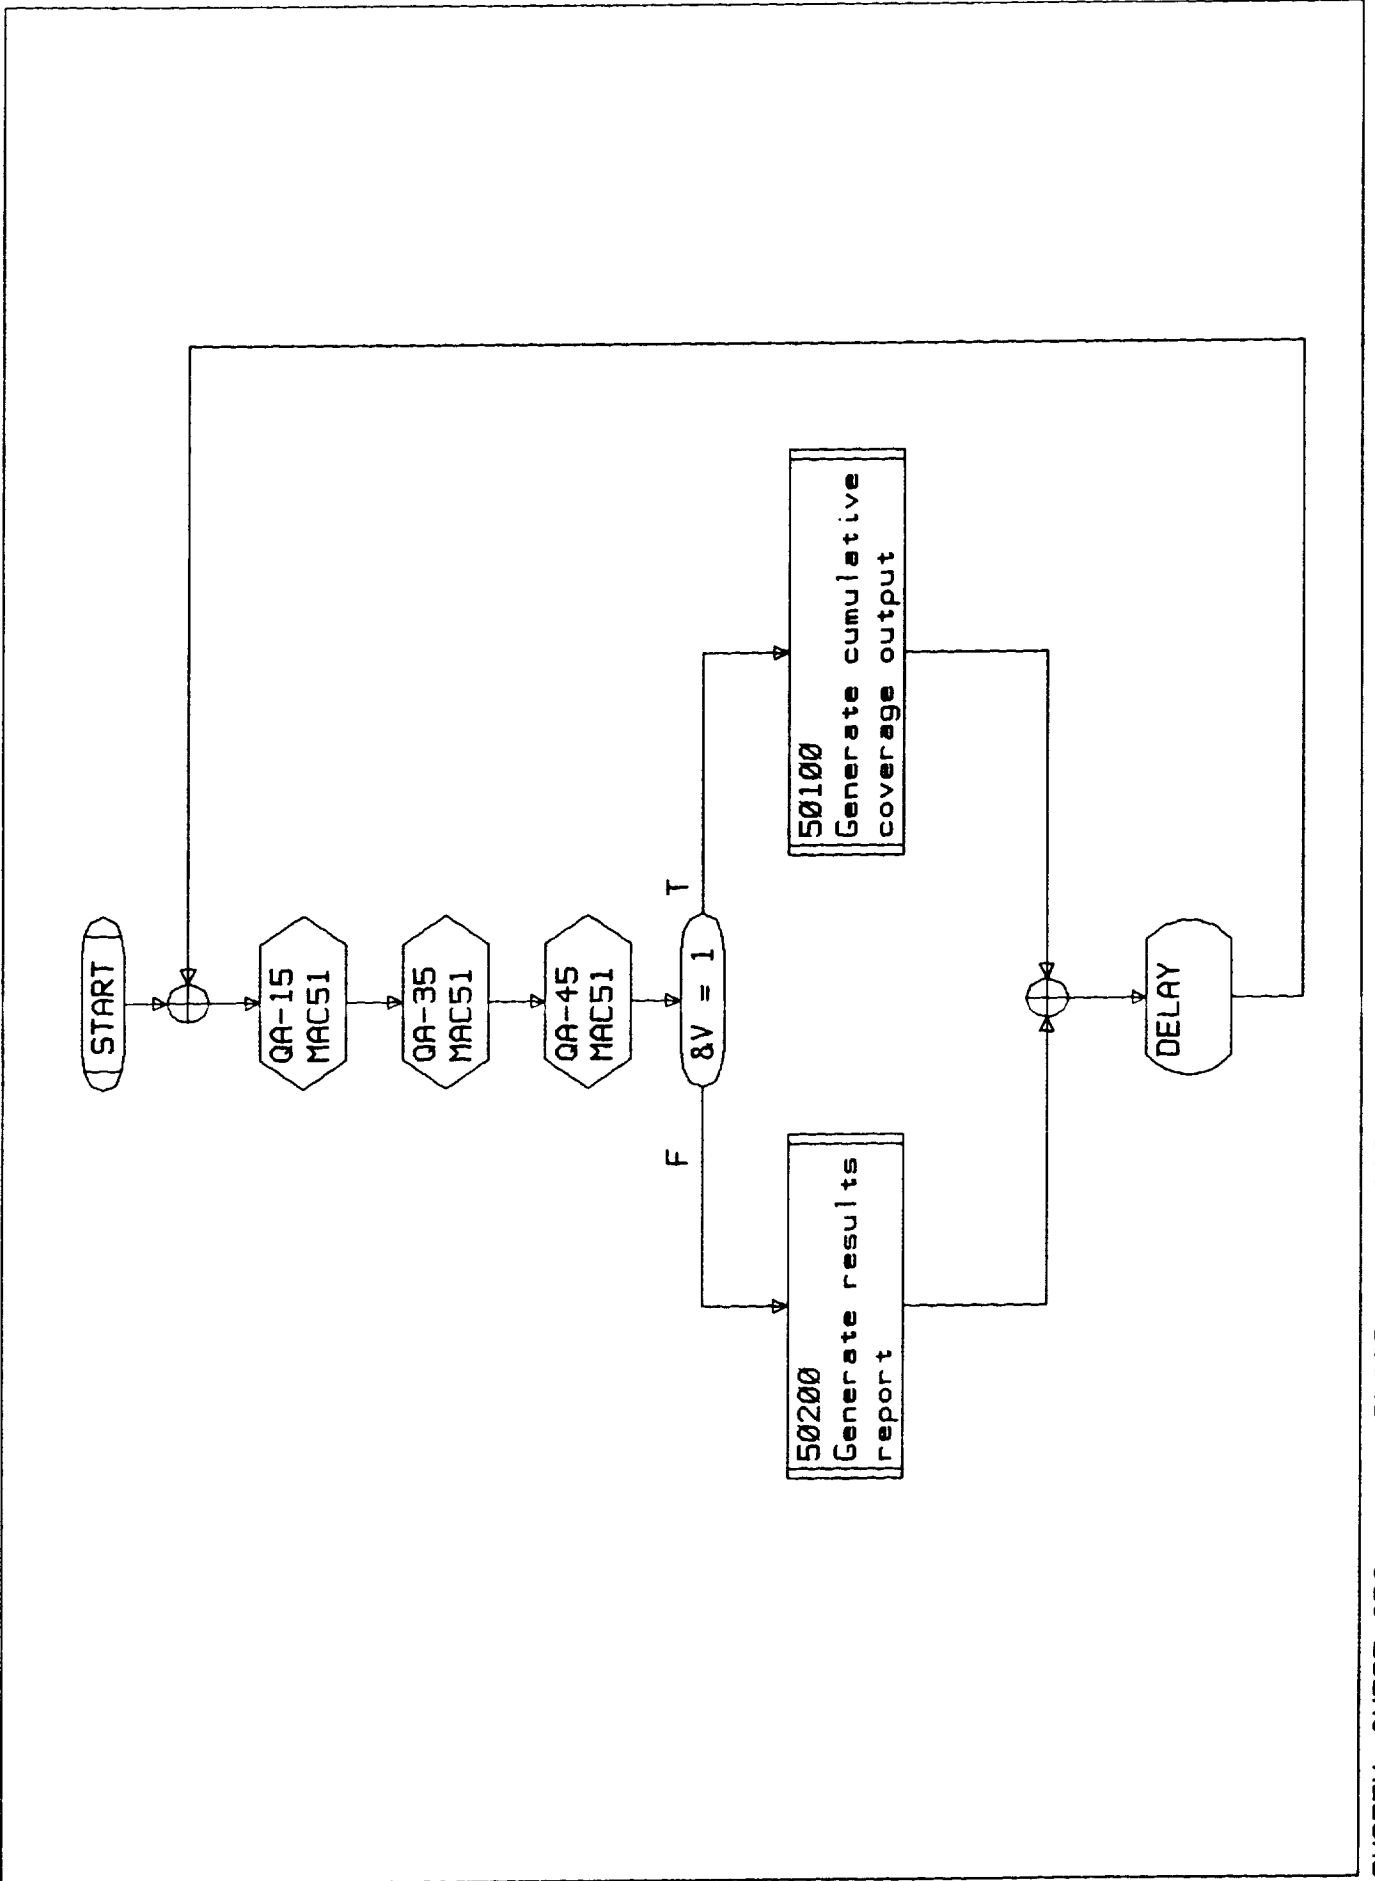 START
QA-15
MAC51
QA-35
MAC51
QA-45
MAC51
F
&V = 1
T
50200
Generate results
report
50100
Generate cumulative
coverage output
DELAY